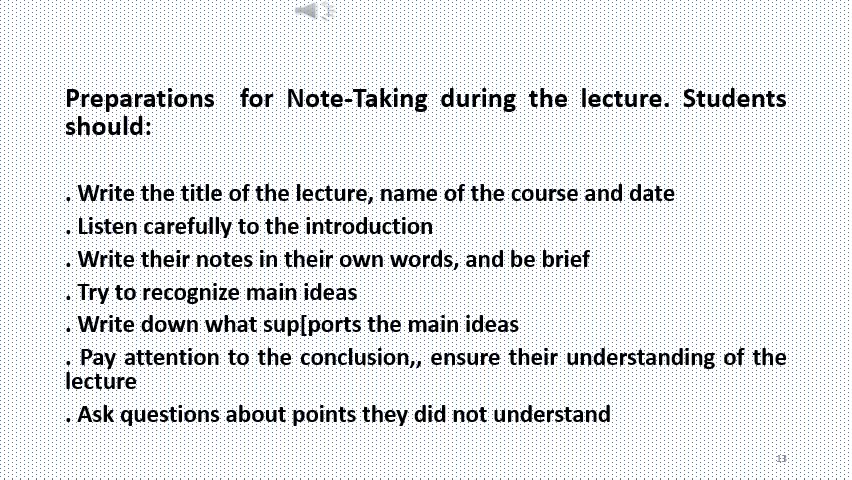 Preparations for Note-Taking during the lecture. Students
should:
. Write the title of the lecture, name of the course and date
. Listen carefully to the introduction
. Write their notes in their own words, and be brief
. Try to recognize main ideas
. Write down what sup[ports the main ideas
. Pay attention to the conclusion,, ensure their understanding of the
lecture
. Ask questions about points they did not understand
13